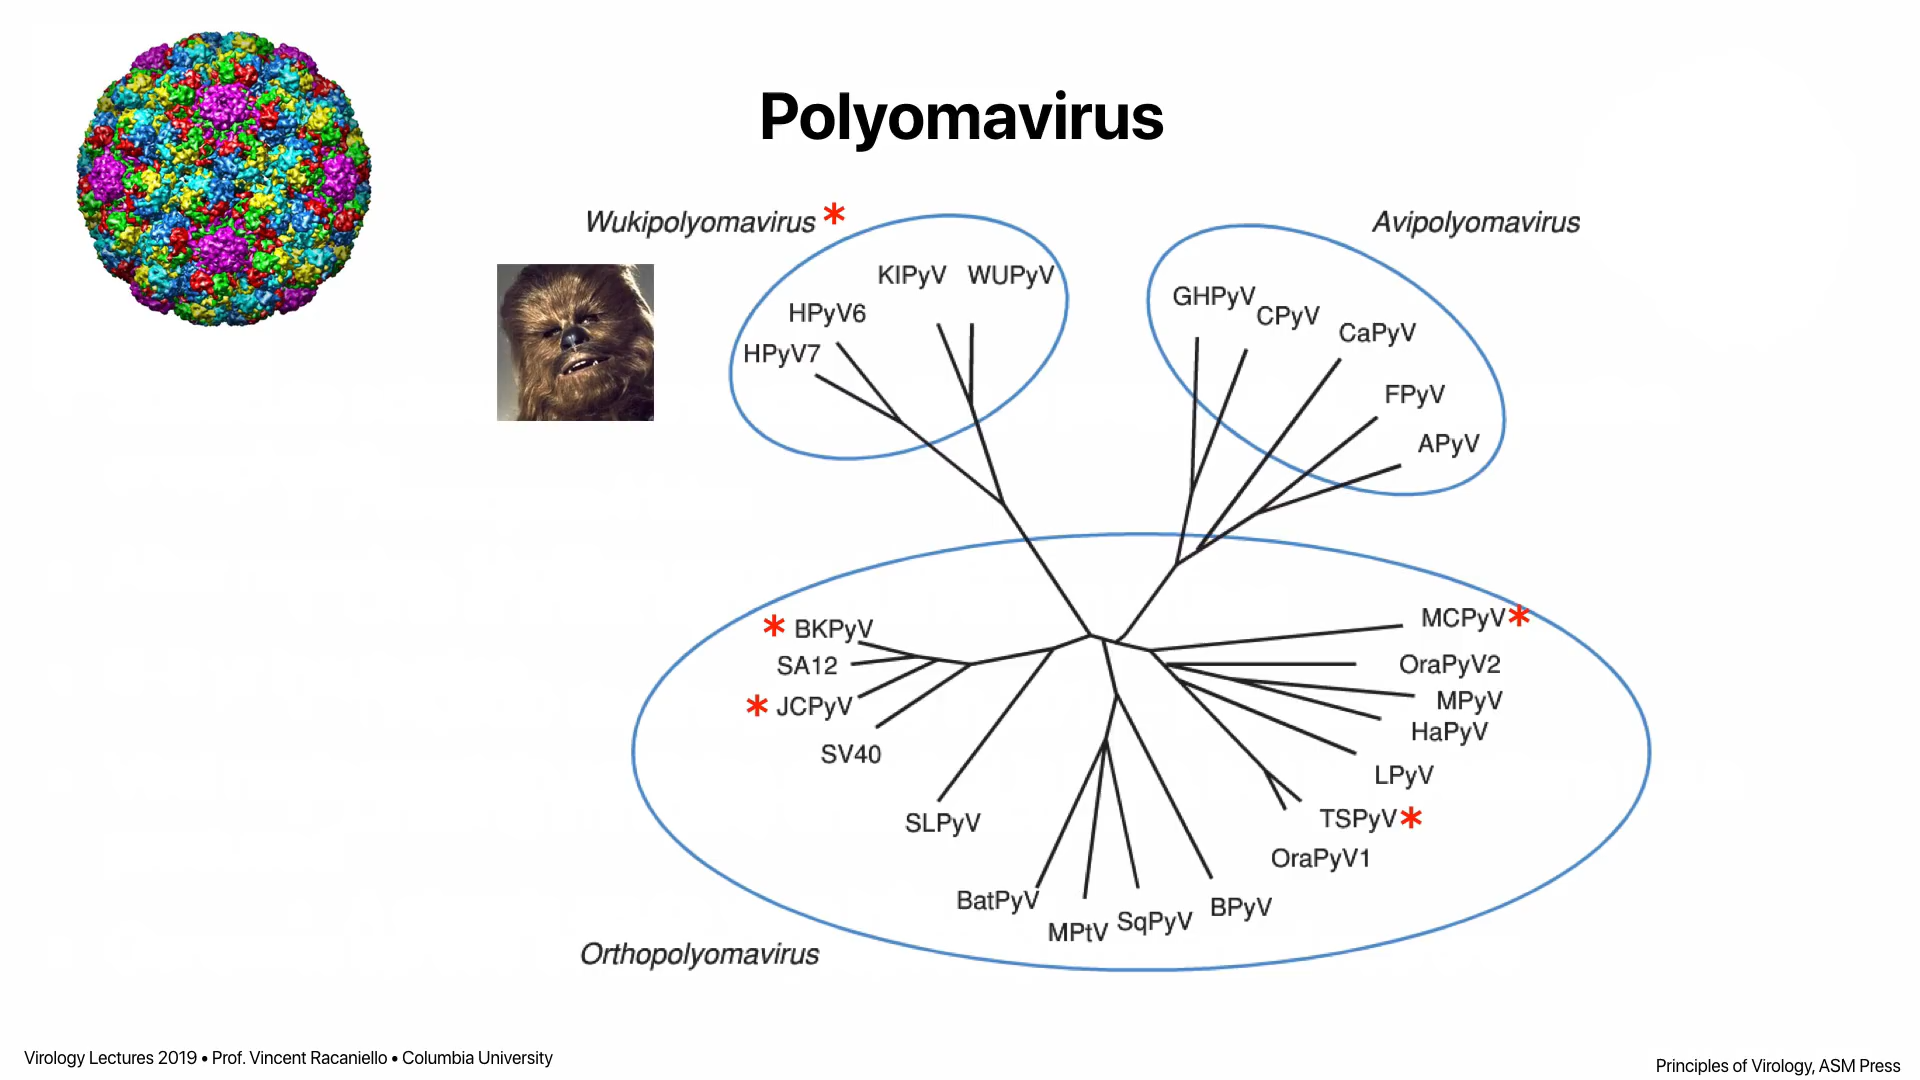 Polyomavirus
Wukipolyomavirus *
Avipolyomavirus
KIPyV WUPyV
HPyV6
HPyV7
GHPyV
CPyV
CaPyV
FPyV
APyV
* BKPyV
SA12
* JCPyV
SV40
SLPyV
BatPyV
MPtV
SqPyV
BPyV
MCPyV *
OraPyV2
MPyV
HaPyV
LPyV
TSPyV *
OraPyV1
Orthopolyomavirus
Virology Lectures 2019 • Prof. Vincent Racaniello • Columbia University
Principles of Virology, ASM Press